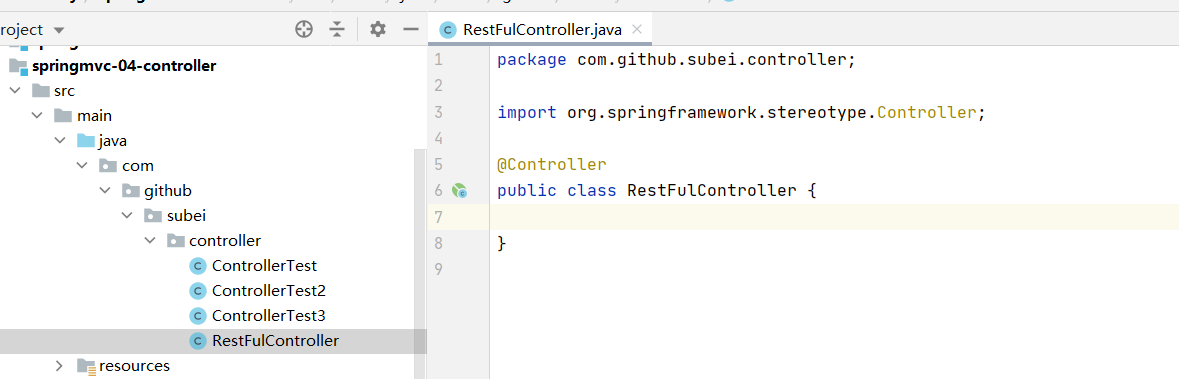 roject
RestFulController.java
springmvc-04-controller
src
main
java
com
github
subei
controller
ControllerTest
ControllerTest2
ControllerTest3
RestFulController
resources
1 package com.github.subei.controller;
2
3 import org.springframework.stereotype.Controller;
4
5 @Controller
6 public class RestFulController {
7
8 }
9